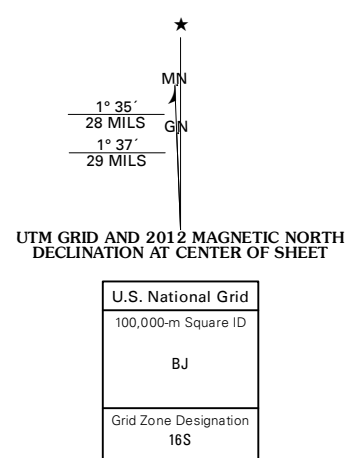 ★
MN
1° 35´
28 MILS
GN
1° 37´
29 MILS
UTM GRID AND 2012 MAGNETIC NORTH
DECLINATION AT CENTER OF SHEET
U.S. National Grid
100,000-m Square ID
BJ
Grid Zone Designation
16S